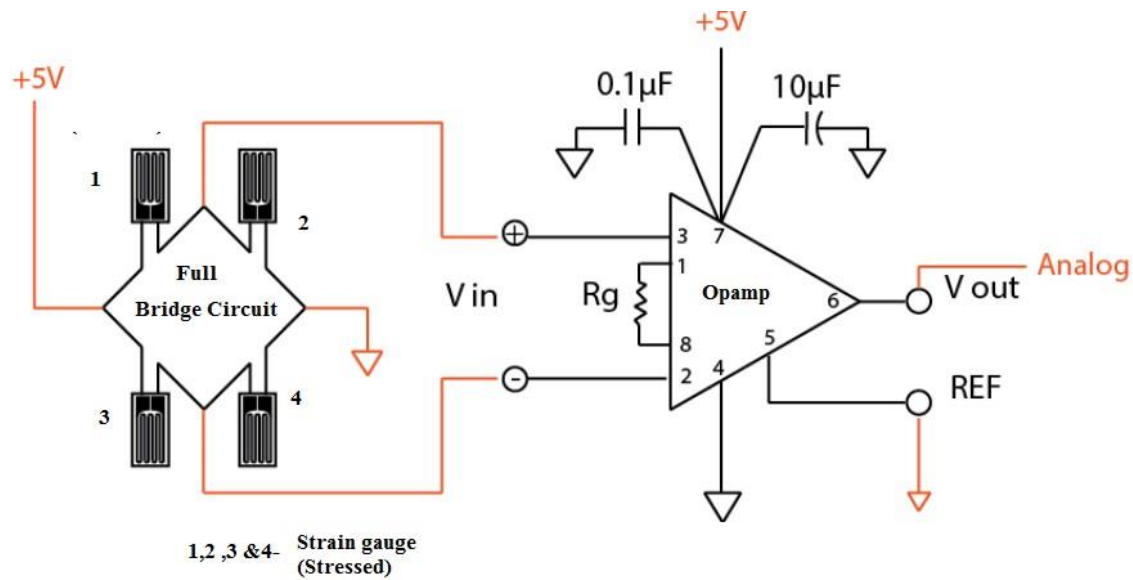 +5V
+5V
0.1µF
10µF
1
2
Full
Bridge Circuit
3
4
V in
+
-
Rg
3
7
1
Opamp
6
8
5
2
4
V out
Analog
REF
1,2 ,3 &4- Strain gauge
(Stressed)